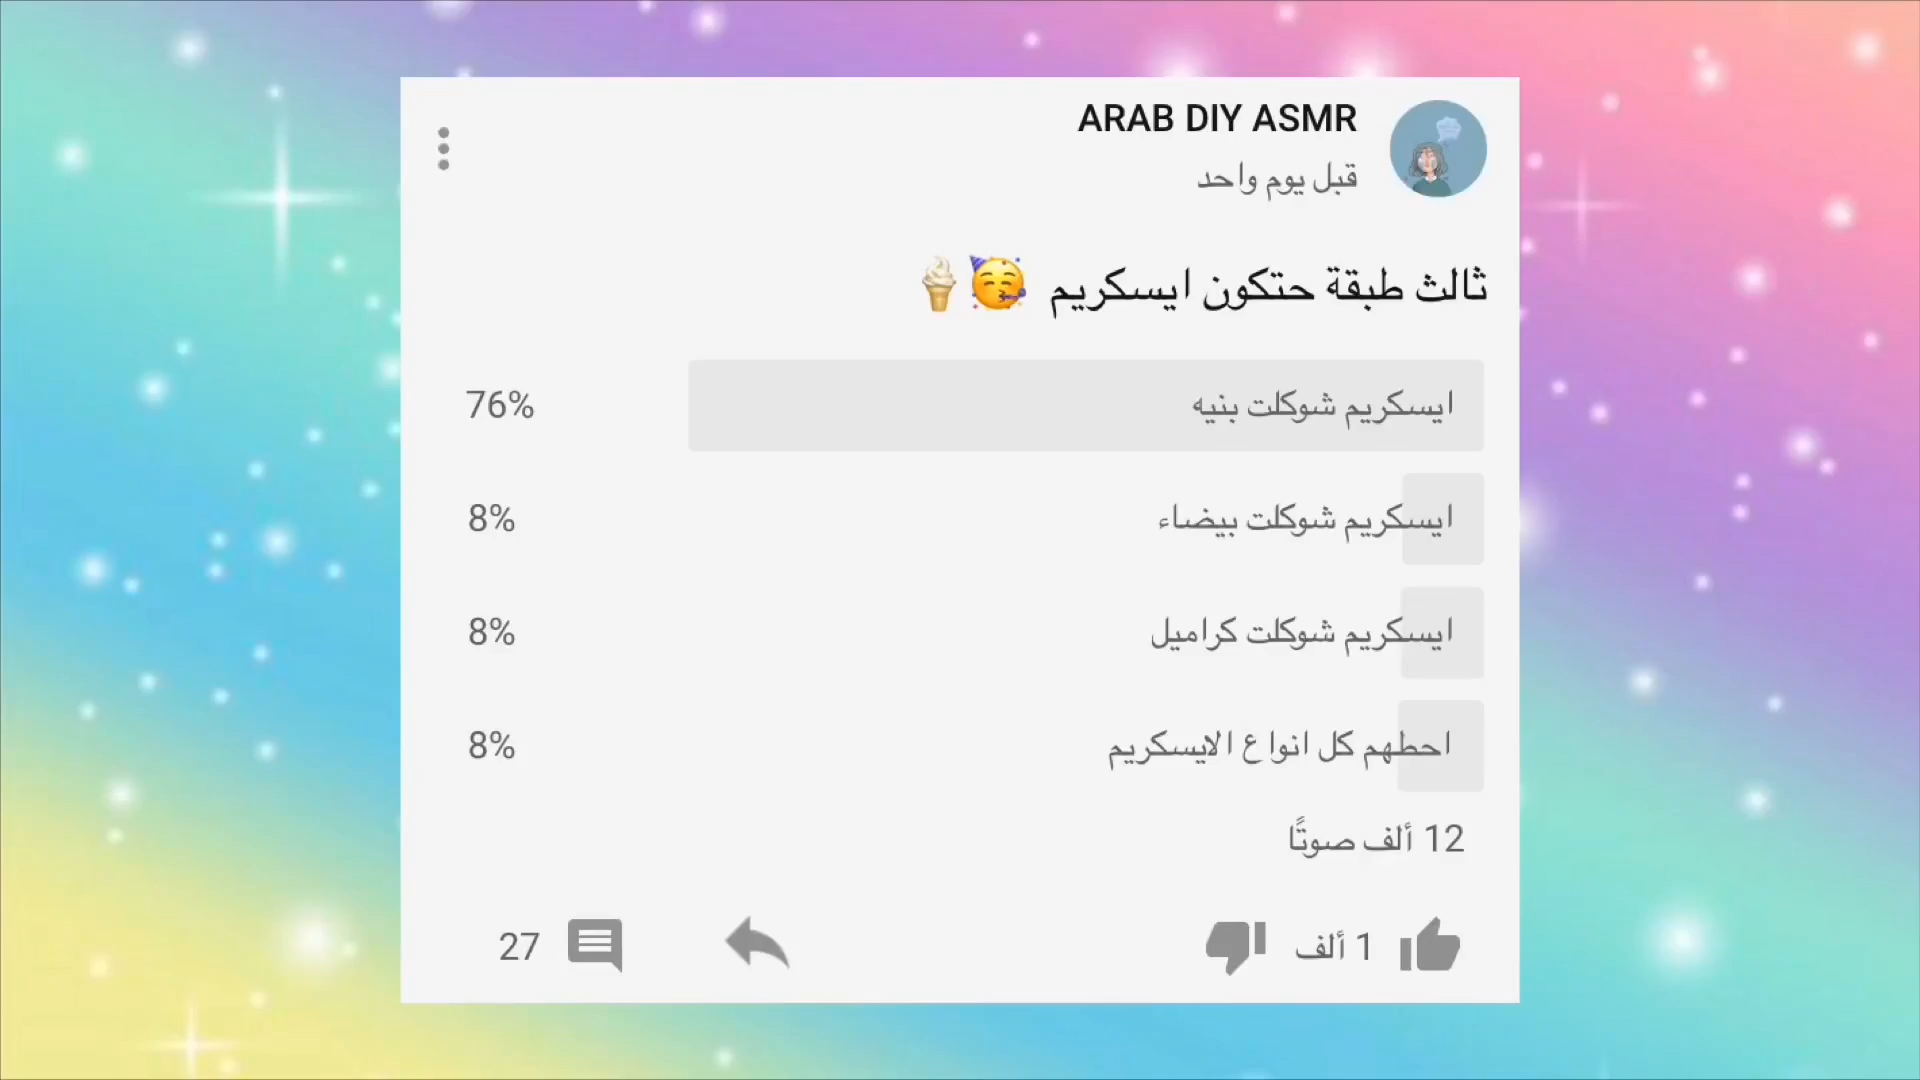 ARAB DIY ASMR
قبل يوم واحد
ثالث طبقة حتكون ايسكريم 🥳🍦
ايسكريم شوكلت بنيه 76%
ايسكريم شوكلت بيضاء 8%
ايسكريم شوكلت كراميل 8%
احطهم كل انواع الايسكريم 8%
12 ألف صوتًا
1 ألف 27